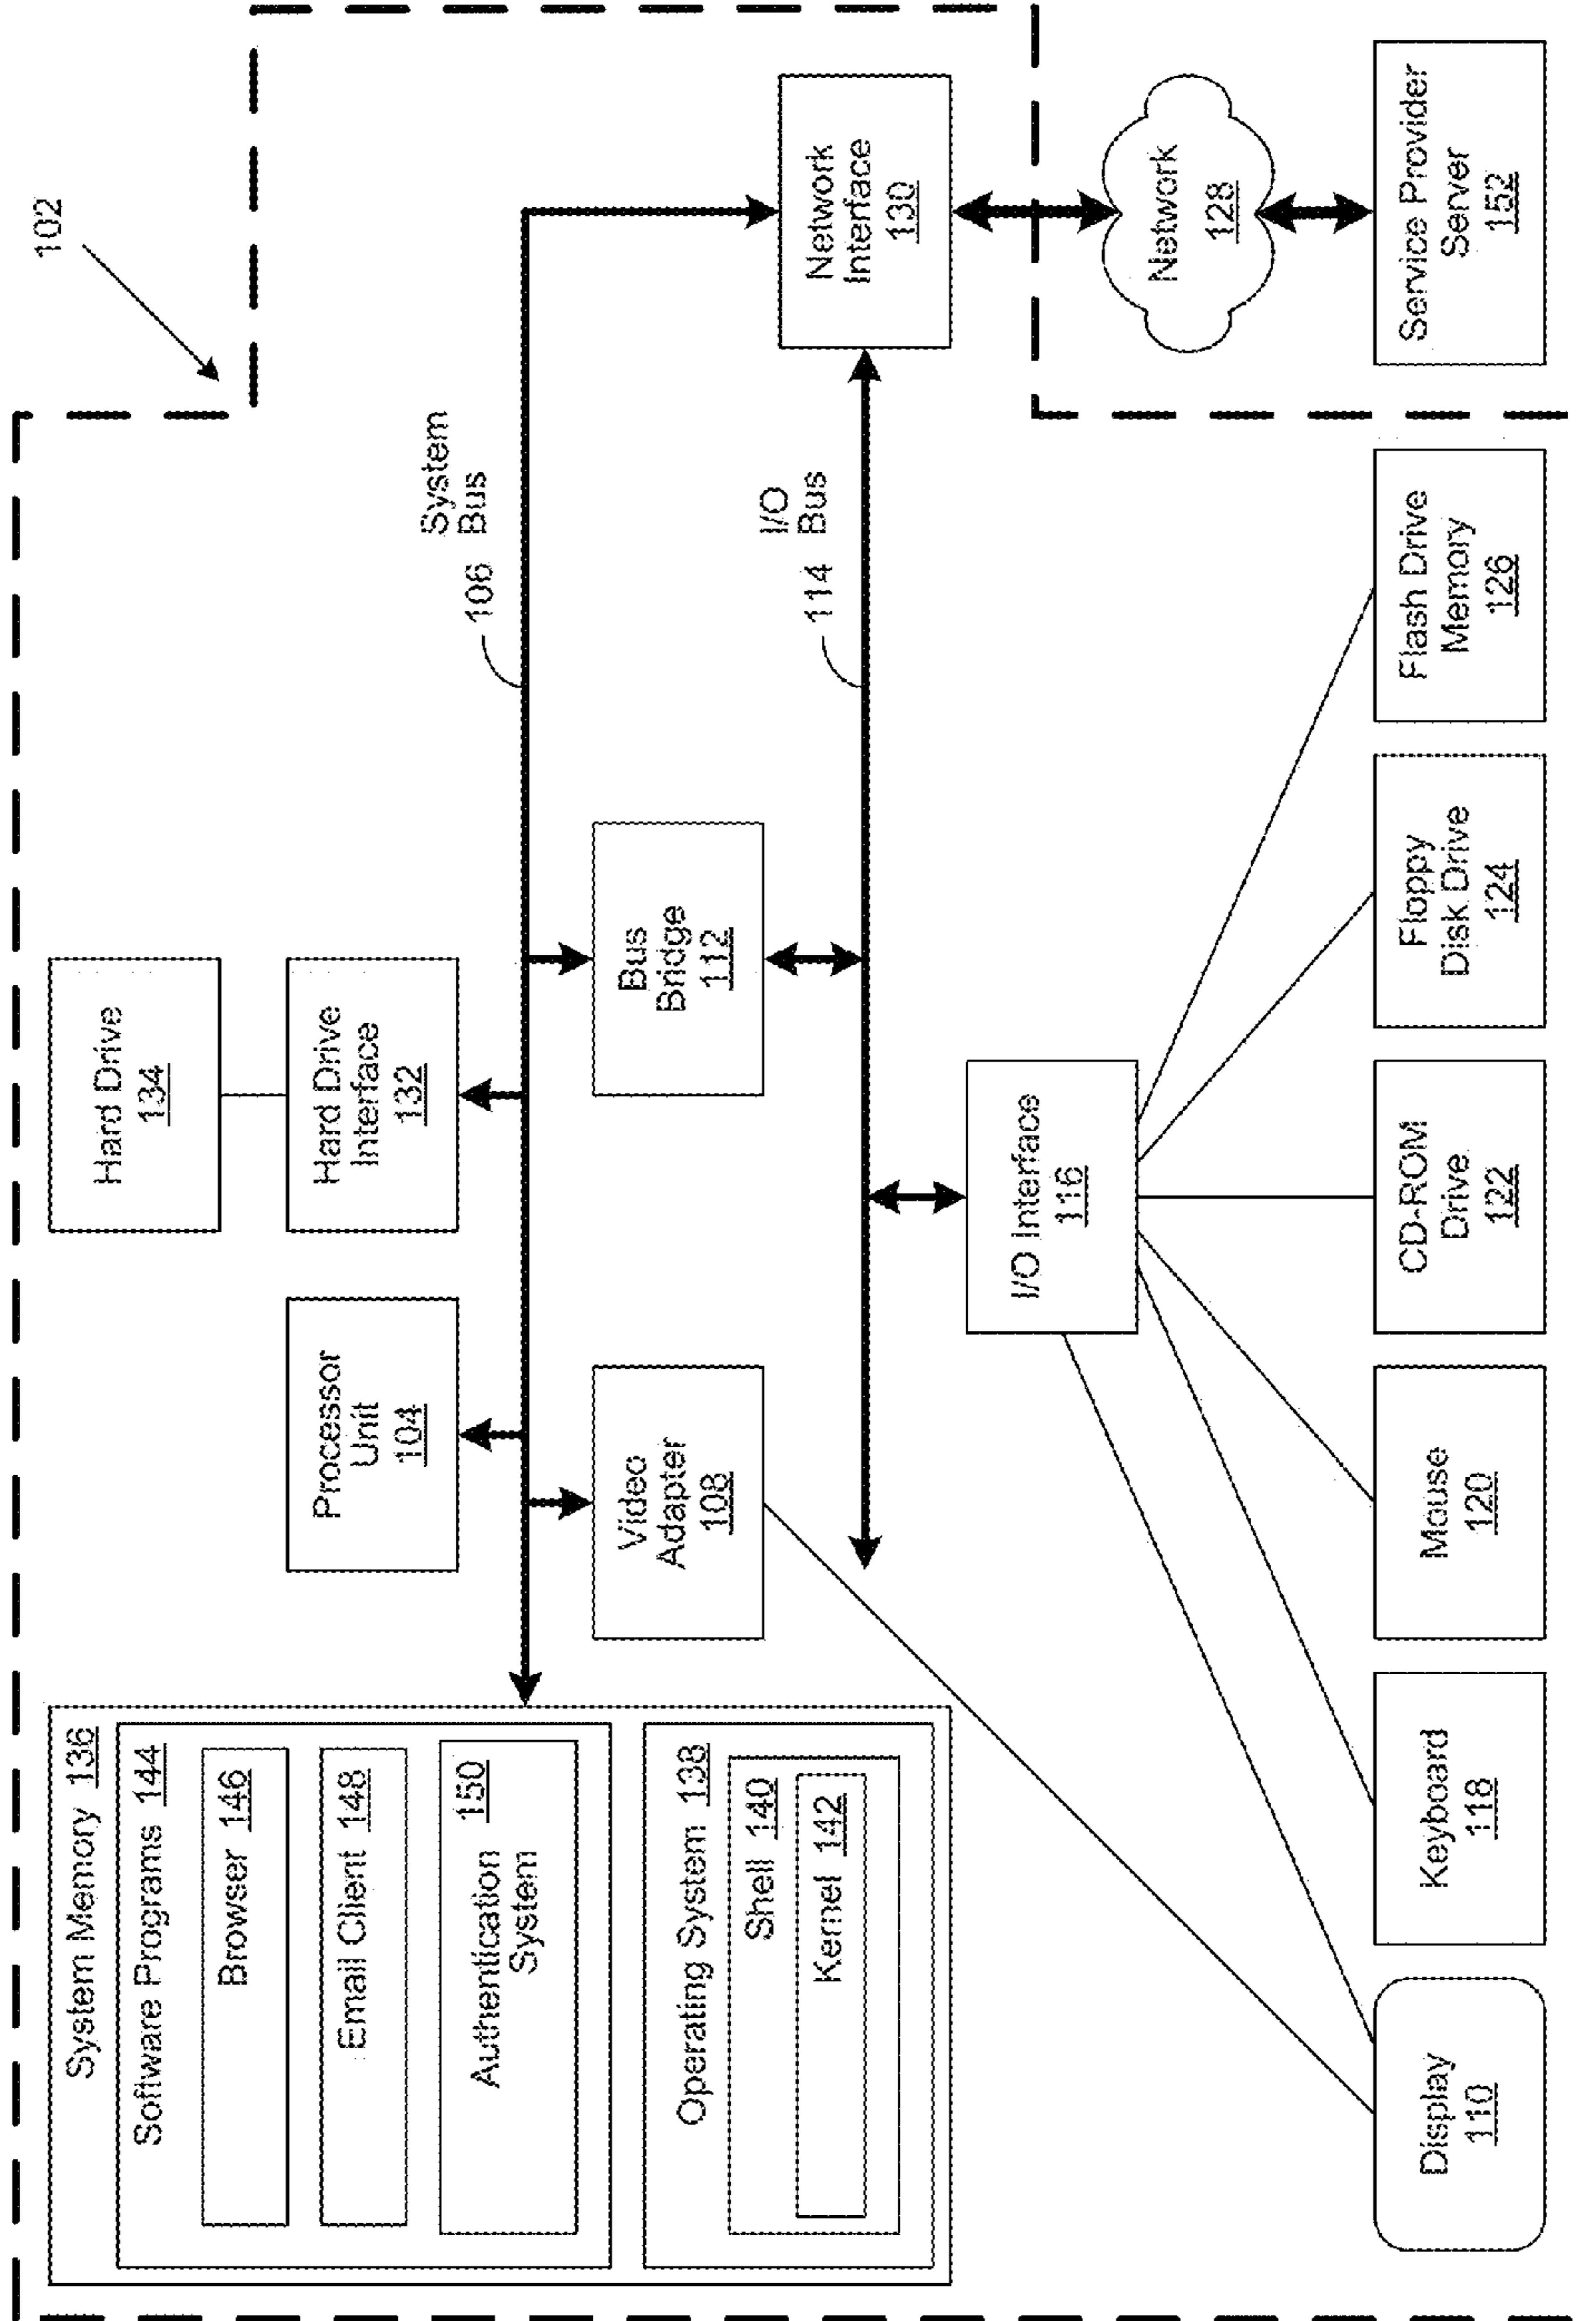 102
System Memory 136
Software Programs 144
Browser 146
Email Client 148
150
Authentication
System
Operating System 138
Shell 140
Kernel 142
Processor
Unit
104
Hard Drive
134
Hard Drive
Interface
132
Video
Adapter
108
Bus
Bridge
112
106
System
Bus
114
I/O
Bus
Network
Interface
130
I/O Interface
116
Network
128
Display
110
Keyboard
118
Mouse
120
CD-ROM
Drive
122
Floppy
Disk Drive
124
Flash Drive
Memory
126
Service Provider
Server
152